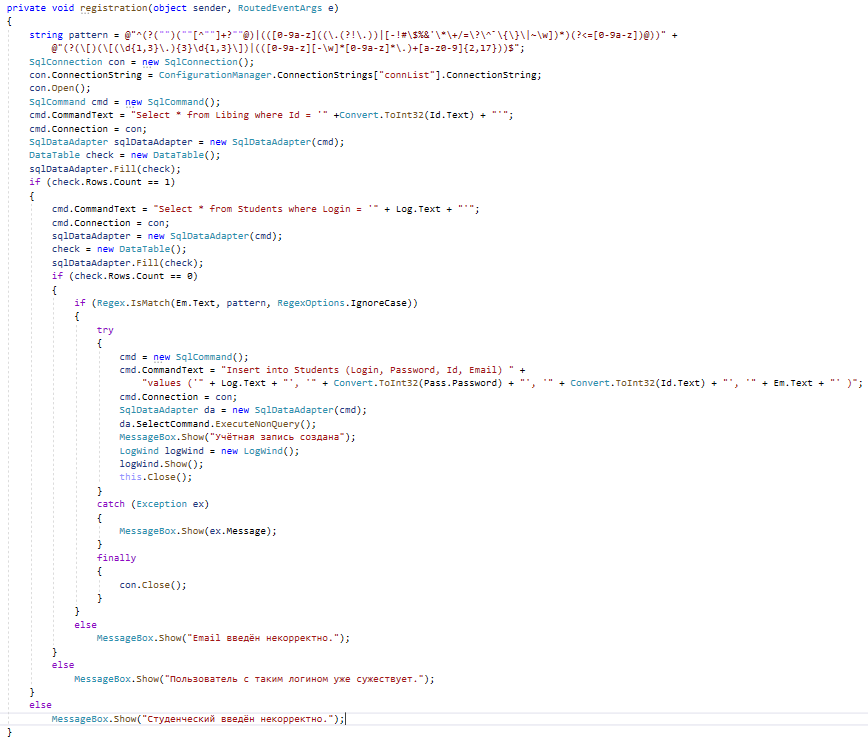 private void registration(object sender, RoutedEventArgs e)
{
string pattern = @"^(?("")(""[^""]+?""@)|(([0-9a-z]((\.(?!\.))|[-!#\$%&'\*\+/=\?\^`\{\}\|~\w])*)(?<=[0-9a-z])@))" +
@"(?(\[)(\[(\d{1,3}\.){3}\d{1,3}\])|(([0-9a-z][-\w]*[0-9a-z]*\.)+[a-z0-9]{2,17}))$";
SqlConnection con = new SqlConnection();
con.ConnectionString = ConfigurationManager.ConnectionStrings["connList"].ConnectionString;
con.Open();
SqlCommand cmd = new SqlCommand();
cmd.CommandText = "Select * from Libing where Id = '" +Convert.ToInt32(Id.Text) + "'";
cmd.Connection = con;
SqlDataAdapter sqlDataAdapter = new SqlDataAdapter(cmd);
DataTable check = new DataTable();
sqlDataAdapter.Fill(check);
if (check.Rows.Count == 1)
{
cmd.CommandText = "Select * from Students where Login = '" + Log.Text + "'";
cmd.Connection = con;
sqlDataAdapter = new SqlDataAdapter(cmd);
check = new DataTable();
sqlDataAdapter.Fill(check);
if (check.Rows.Count == 0)
{
if (Regex.IsMatch(Em.Text, pattern, RegexOptions.IgnoreCase))
{
try
{
cmd = new SqlCommand();
cmd.CommandText = "Insert into Students (Login, Password, Id, Email) " +
"values ('" + Log.Text + "', '" + Convert.ToInt32(Pass.Password) + "', '" + Convert.ToInt32(Id.Text) + "', '" + Em.Text + "' )";
cmd.Connection = con;
SqlDataAdapter da = new SqlDataAdapter(cmd);
da.SelectCommand.ExecuteNonQuery();
MessageBox.Show("Учётная запись создана");
LogWind logWind = new LogWind();
logWind.Show();
this.Close();
}
catch (Exception ex)
{
MessageBox.Show(ex.Message);
}
finally
{
con.Close();
}
}
else
MessageBox.Show("Email введён некорректно.");
}
else
MessageBox.Show("Пользователь с таким логином уже сужествует.");
}
else
MessageBox.Show("Студенческий введён некорректно.");
}